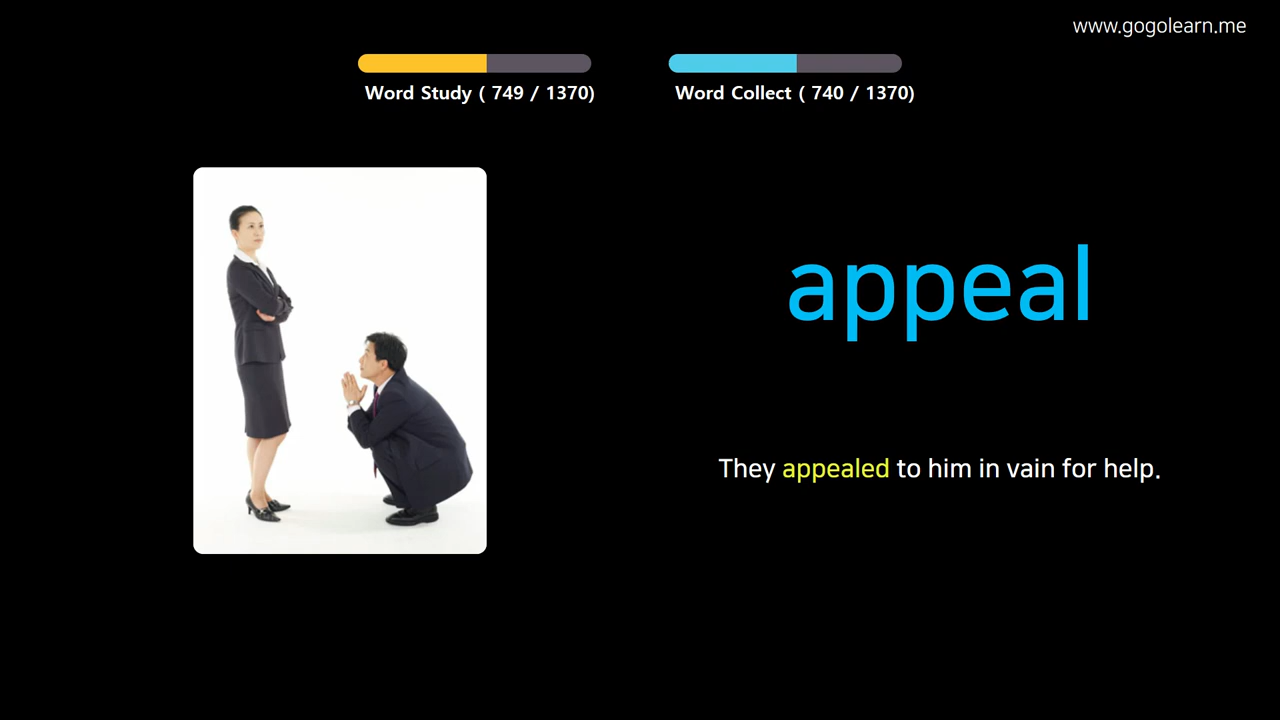 www.gogolearn.me
Word Study ( 749 / 1370)
Word Collect ( 740 / 1370)
appeal
They appealed to him in vain for help.